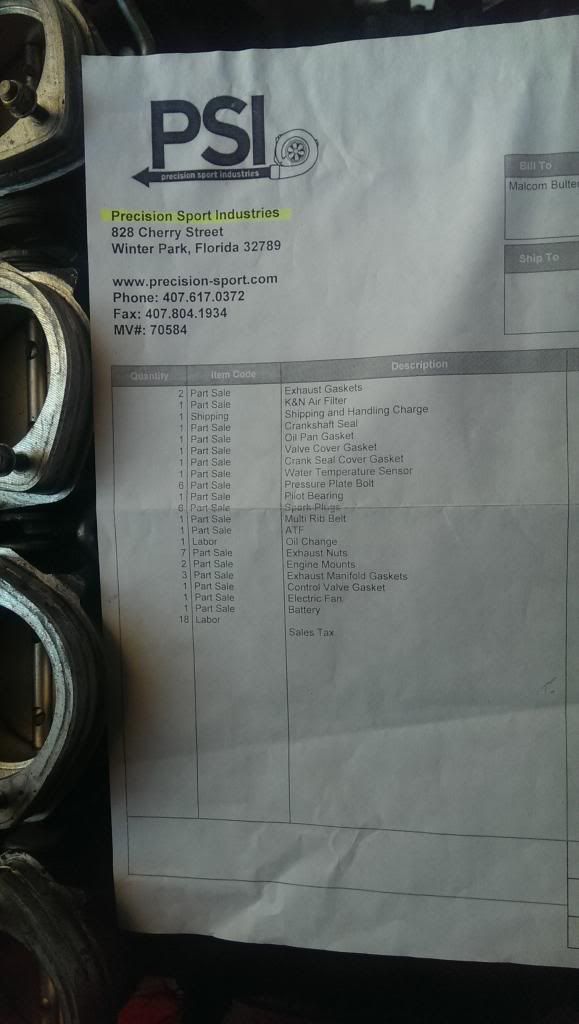 PSI
precision sport industries
Precision Sport Industries
828 Cherry Street
Winter Park, Florida 32789
www.precision-sport.com
Phone: 407.617.0372
Fax: 407.804.1934
MV#: 70584
Bill To
Malcom
Ship To
Quantity Item Code Description
2 Part Sale Exhaust Gaskets
1 Part Sale K&N Air Filter
1 Shipping Shipping and Handling Charge
1 Part Sale Crankshaft Seal
1 Part Sale Oil Pan Gasket
1 Part Sale Valve Cover Gasket
1 Part Sale Crank Seal Cover Gasket
1 Part Sale Water Temperature Sensor
6 Part Sale Pressure Plate Bolt
1 Part Sale Pilot Bearing
6 Part Sale Spark Plugs
1 Part Sale Multi Rib Belt
1 Part Sale ATF
1 Labor Oil Change
7 Part Sale Exhaust Nuts
2 Part Sale Engine Mounts
3 Part Sale Exhaust Manifold Gaskets
1 Part Sale Control Valve Gasket
1 Part Sale Electric Fan
1 Part Sale Battery
18 Labor
Sales Tax